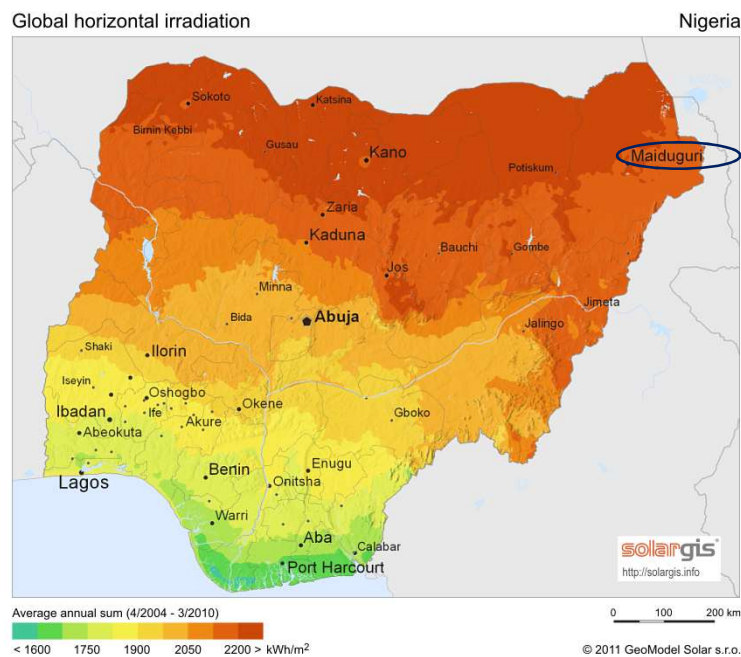 Global horizontal irradiation
Nigeria
Sokoto
Katsina
Birnin Kebbi
Gusau
Kano
Maiduguri
Potiskum
Zaria
Kaduna
Bauchi
Gombe
Jos
Minna
Jimeta
Bida
Abuja
Jalingo
Shaki
Ilorin
Iseyin
Oshogbo
Ibadan
Ife
Okene
Gboko
Akure
Abeokuta
Benin
Enugu
Lagos
Onitsha
Warri
Aba
Calabar
Port Harcourt
solargis
http://solargis.info
Average annual sum (4/2004 - 3/2010)
0 100 200 km
< 1600 1750 1900 2050 2200 > kWh/m²
© 2011 GeoModel Solar s.r.o.